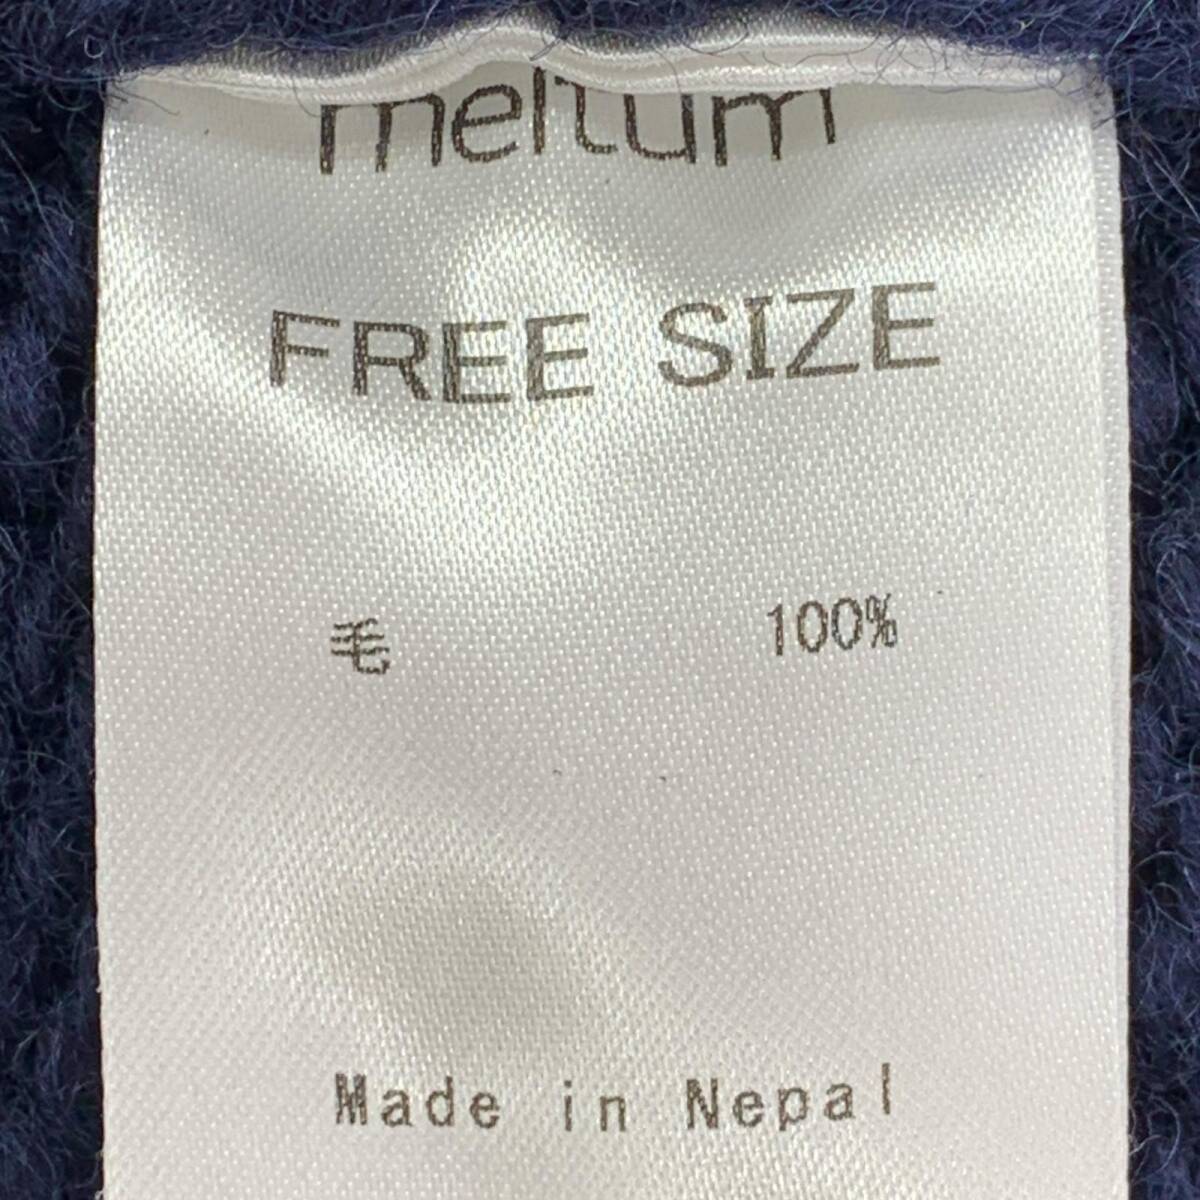 meltum
FREE SIZE
毛 100%
Made in Nepal